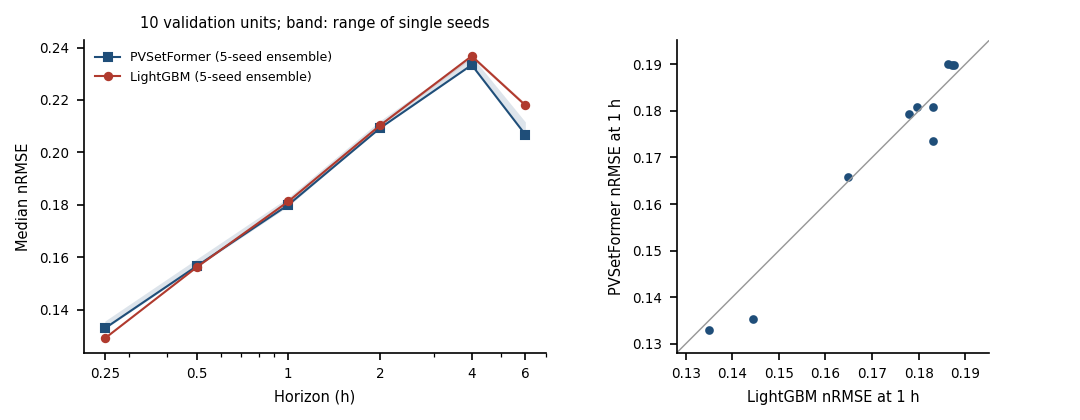 10 validation units; band: range of single seeds
PVSetFormer (5-seed ensemble)
LightGBM (5-seed ensemble)
Median nRMSE
0.24
0.22
0.20
0.18
0.16
0.14
0.25 0.5 1 2 4 6
Horizon (h)
PVSetFormer nRMSE at 1 h
0.19
0.18
0.17
0.16
0.15
0.14
0.13
0.13 0.14 0.15 0.16 0.17 0.18 0.19
LightGBM nRMSE at 1 h